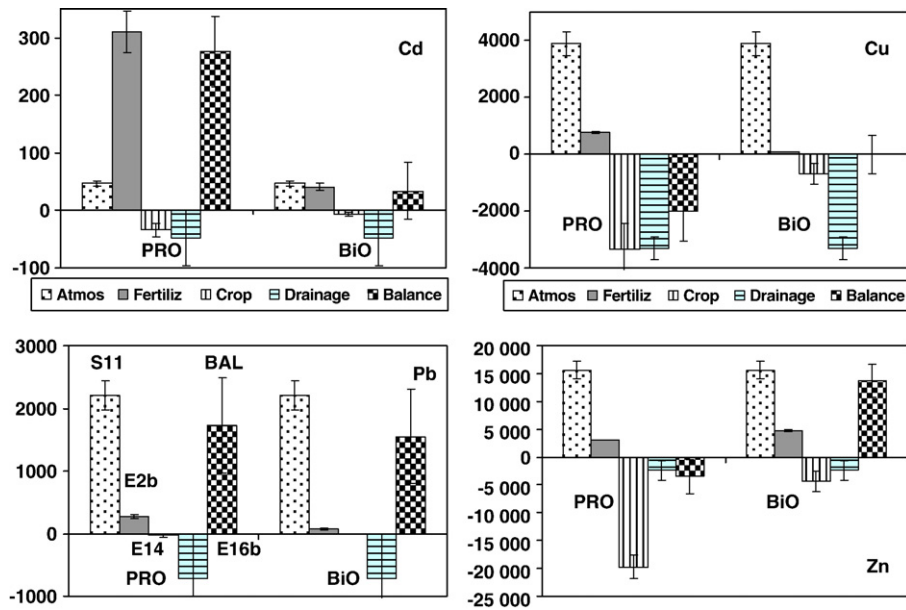 300
200
100
0
-100
Cd
PRO
BiO
4000
2000
0
-2000
-4000
Cu
PRO
BiO
Atmos Fertiliz Crop Drainage Balance
Atmos Fertiliz Crop Drainage Balance
3000
2000
1000
0
-1000
S11
BAL
Pb
E2b
E14
E16b
PRO
BiO
20 000
15 000
10 000
5 000
0
-5 000
-10 000
-15 000
-20 000
-25 000
PRO
BiO
Zn